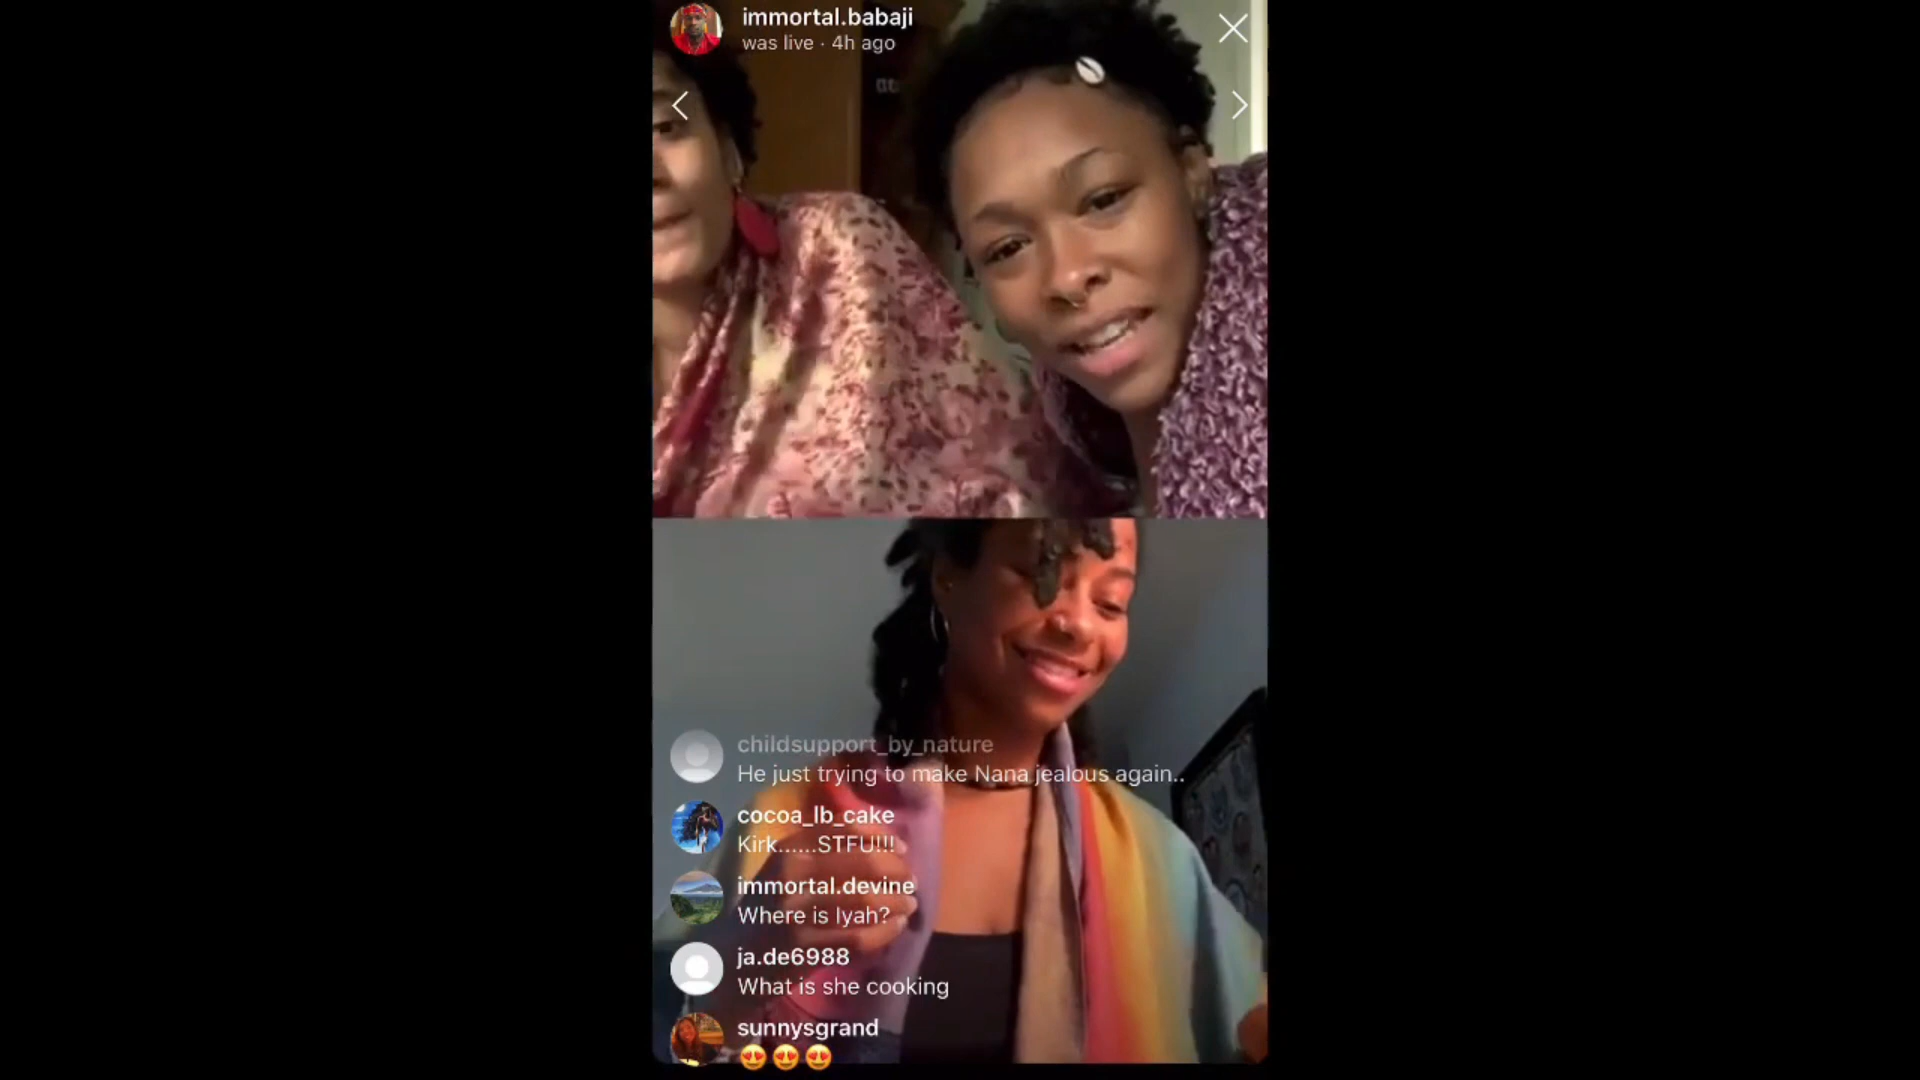 immortal.babaji
was live · 4h ago
childsupport_by_nature
He just trying to make Nana jealous again..
cocoa_lb_cake
Kirk......STFU!!!
immortal.devine
Where is Iyah?
ja.de6988
What is she cooking
sunnysgrand
😍😍😍